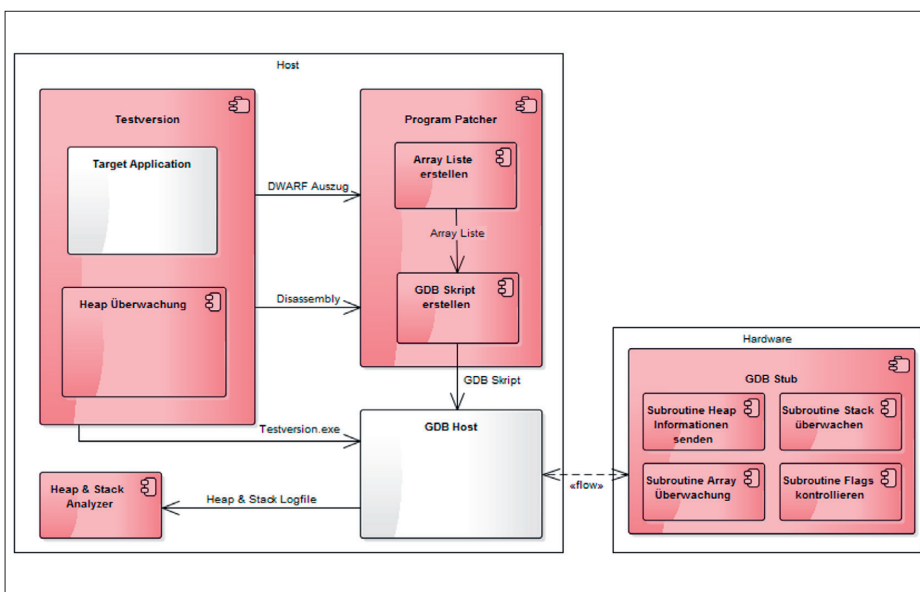 Host
Testversion
Target Application
Heap Überwachung
DWARF Auszug
Disassembly
Program Patcher
Array Liste
erstellen
Array Liste
GDB Skript
erstellen
GDB Skript
Testversion.exe
GDB Host
Heap & Stack
Analyzer
Heap & Stack Logfile
«flow»
Hardware
GDB Stub
Subroutine Heap
Informationen
senden
Subroutine Stack
überwachen
Subroutine Array
Überwachung
Subroutine Flags
kontrollieren